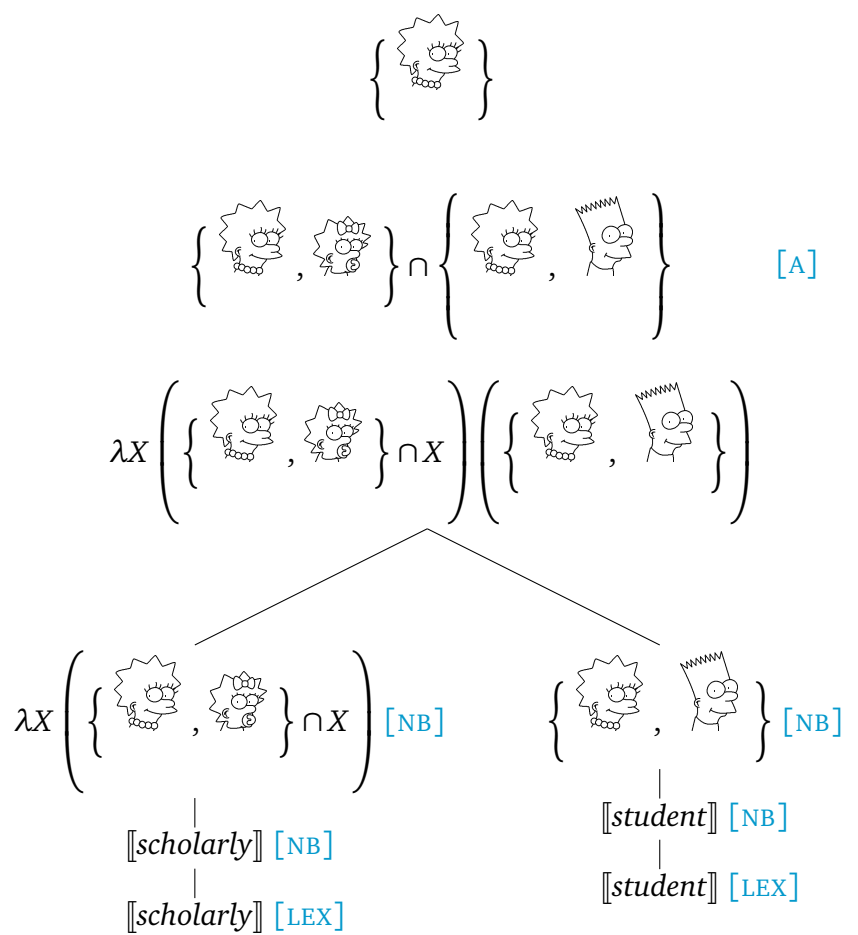 { }
{ , } ∩ { , } [A]
λX ( { , } ∩ X ) ( { , } )
λX ( { , } ∩ X ) [NB] { , } [NB]
⟦scholarly⟧ [NB] ⟦student⟧ [NB]
⟦scholarly⟧ [LEX] ⟦student⟧ [LEX]